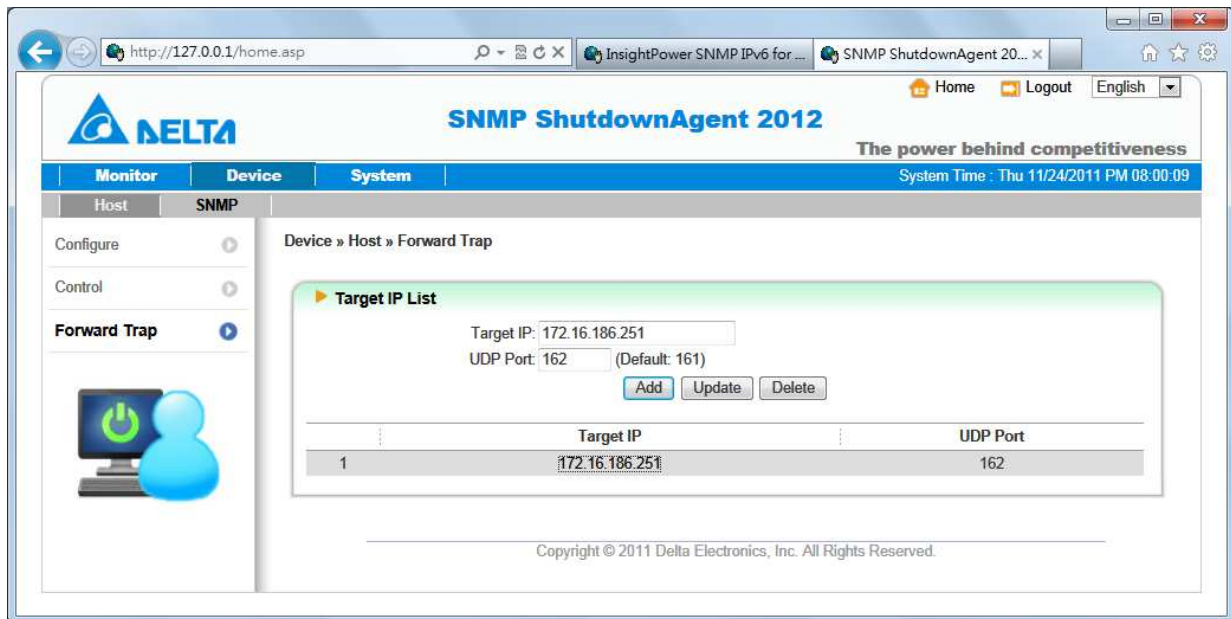 http://127.0.0.1/home.asp
InsightPower SNMP IPv6 for ...
SNMP ShutdownAgent 20...
Home Logout English
DELTA
SNMP ShutdownAgent 2012
The power behind competitiveness
Monitor Device System
System Time : Thu 11/24/2011 PM 08:00:09
Host SNMP
Configure
Control
Forward Trap
Device » Host » Forward Trap
Target IP List
Target IP: 172.16.186.251
UDP Port: 162 (Default: 161)
Add Update Delete
Target IP UDP Port
1 172.16.186.251 162
Copyright © 2011 Delta Electronics, Inc. All Rights Reserved.